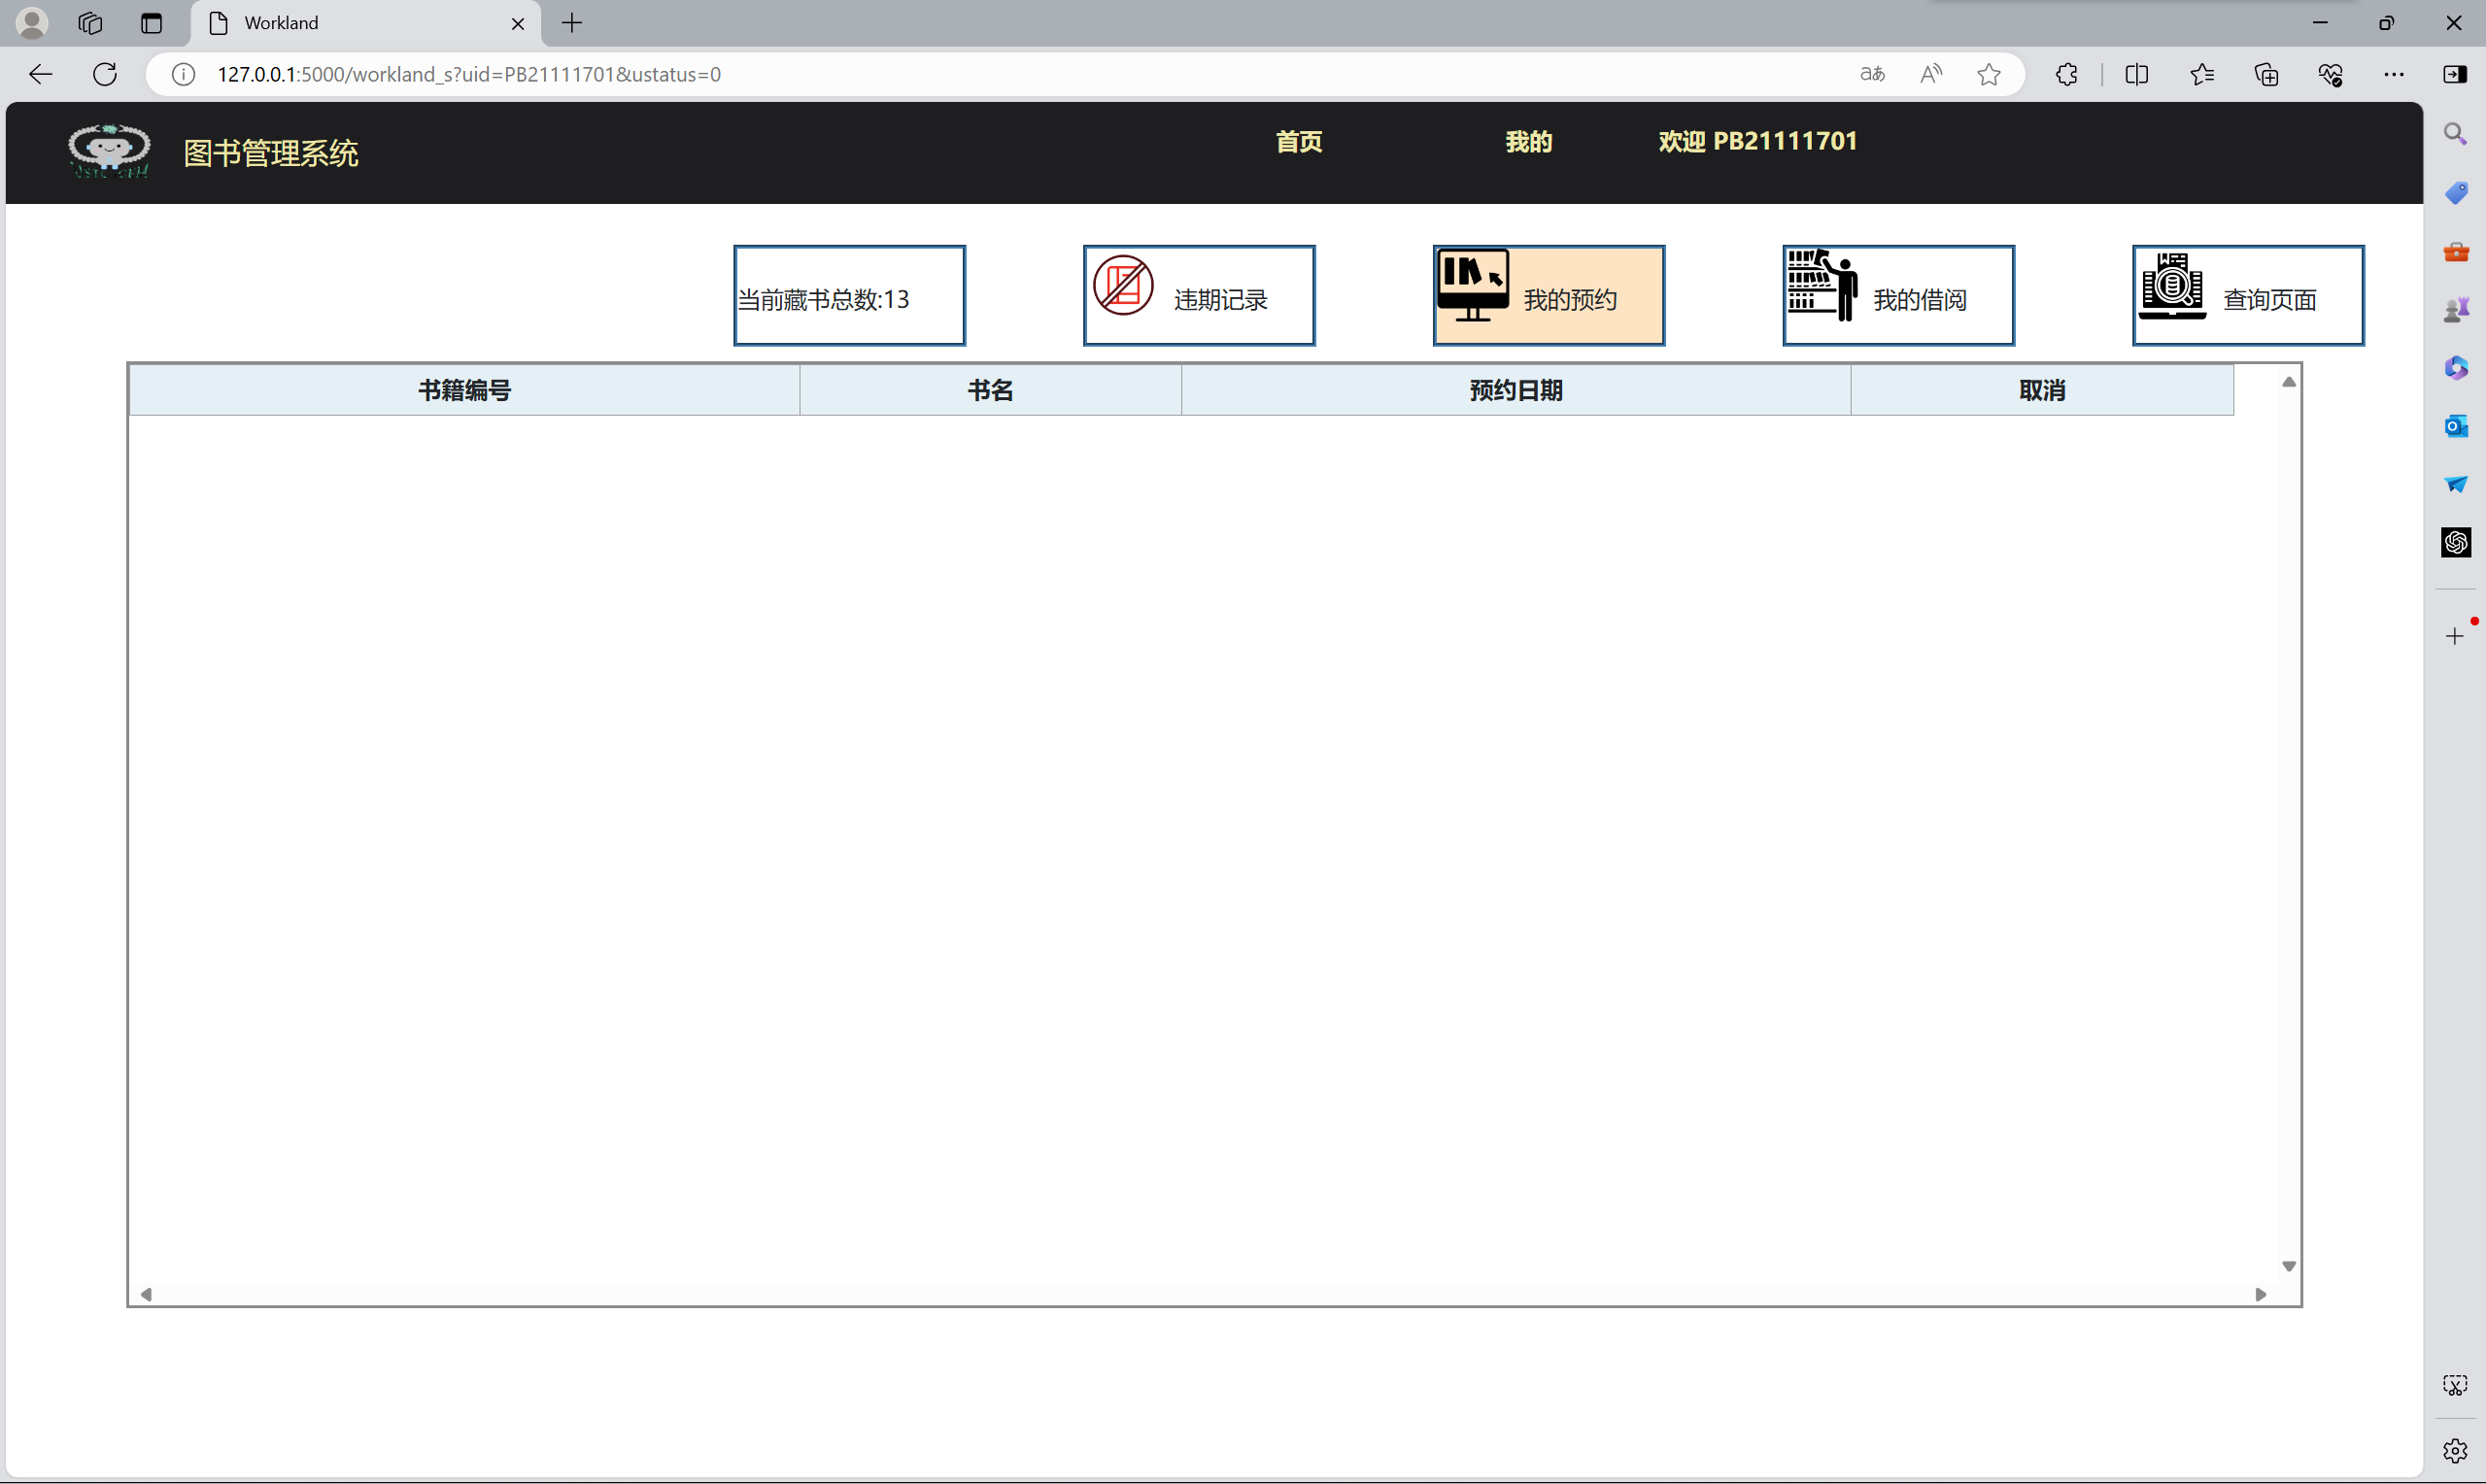 Workland
127.0.0.1:5000/workland_s?uid=PB21111701&ustatus=0
图书管理系统
首页
我的
欢迎 PB21111701
当前藏书总数:13
违期记录
我的预约
我的借阅
查询页面
书籍编号
书名
预约日期
取消